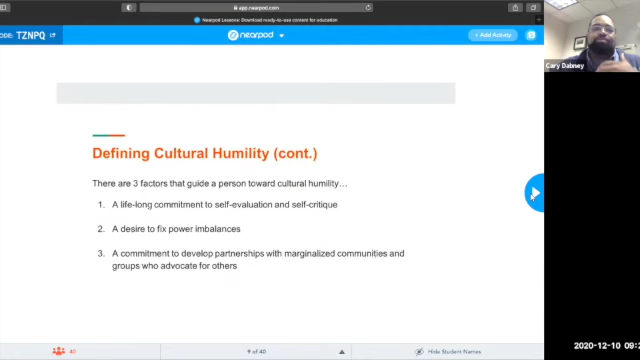 app.nearpod.com
Nearpod Lessons: Download ready-to-use content for education
ODE: TZNPQ
nearpod
+ Add Activity
Cary Dabney
Defining Cultural Humility (cont.)
There are 3 factors that guide a person toward cultural humility…
1. A life-long commitment to self-evaluation and self-critique
2. A desire to fix power imbalances
3. A commitment to develop partnerships with marginalized communities and
groups who advocate for others
40
9 of 40
Hide Student Names
2020-12-10 09:2